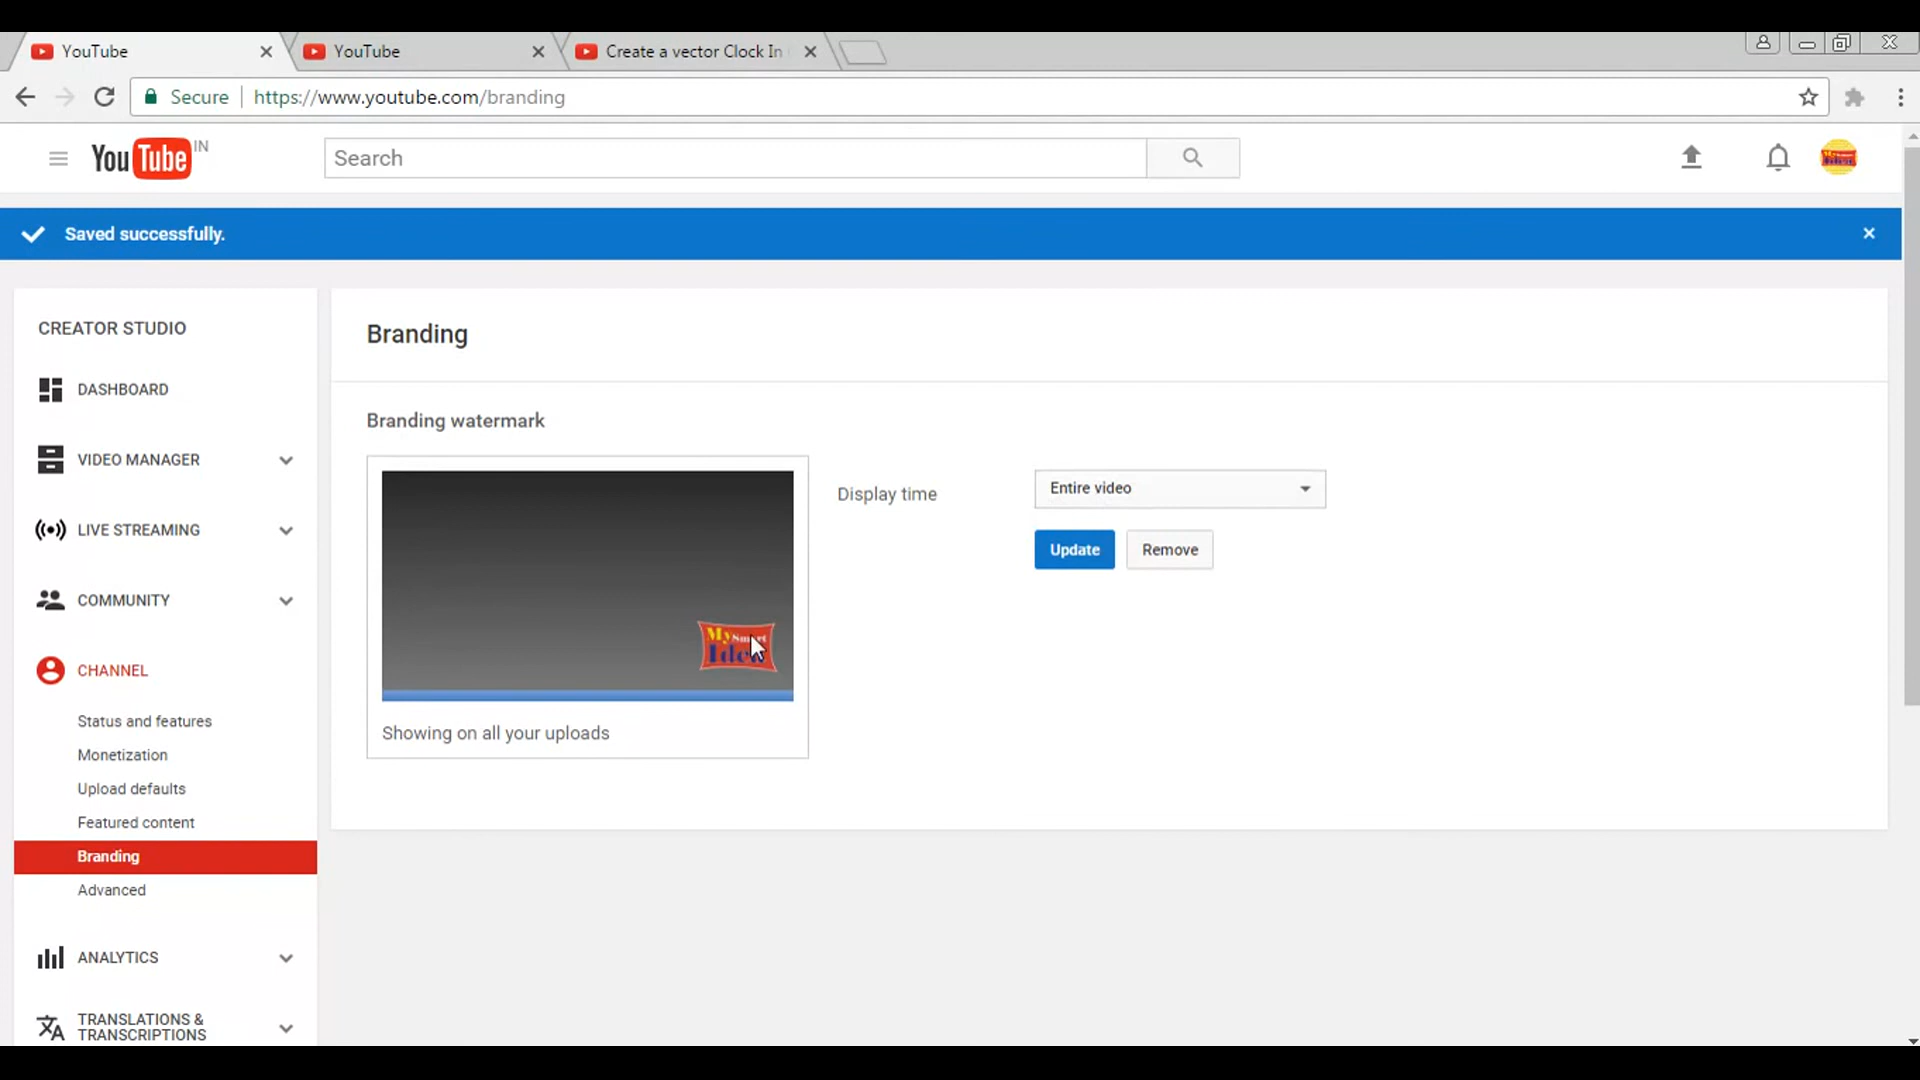 YouTube
YouTube
Create a vector Clock In
Secure
https://www.youtube.com/branding
YouTube IN
Search
Saved successfully.
CREATOR STUDIO
DASHBOARD
VIDEO MANAGER
LIVE STREAMING
COMMUNITY
CHANNEL
Status and features
Monetization
Upload defaults
Featured content
Branding
Advanced
ANALYTICS
TRANSLATIONS &
TRANSCRIPTIONS
Branding
Branding watermark
My Smart
Showing on all your uploads
Display time
Entire video
Update
Remove